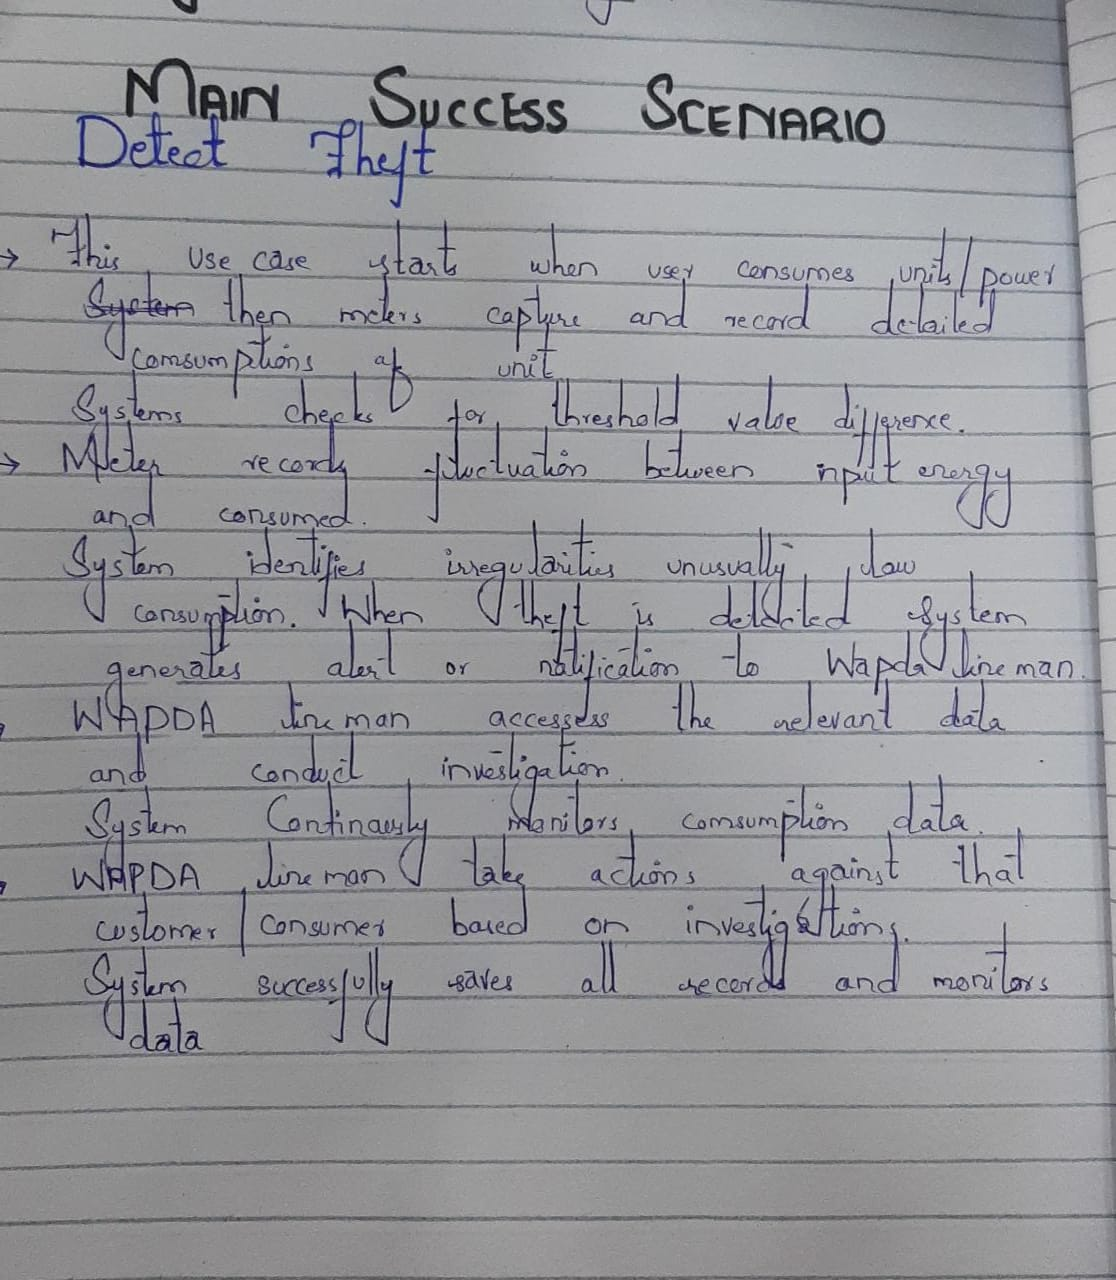 MAIN SUCCESS SCENARIO
Detect Theft
→ This use case starts when user consumes units/power
System then meters capture and record detailed
comsumptions of unit
Systems checks for threshold value difference.
→ Meter records fluctuation between input energy
and consumed.
System identifies irregularities unusually low
consumption. When theft is detected system
generates alert or notification to Wapda line man.
WAPDA line man accessess the relevant data
and conduct investigation.
System Continously Monitors comsumption data.
WAPDA line man take actions against that
customer/consumer based on investigations.
System successfully saves all records and monitors
data